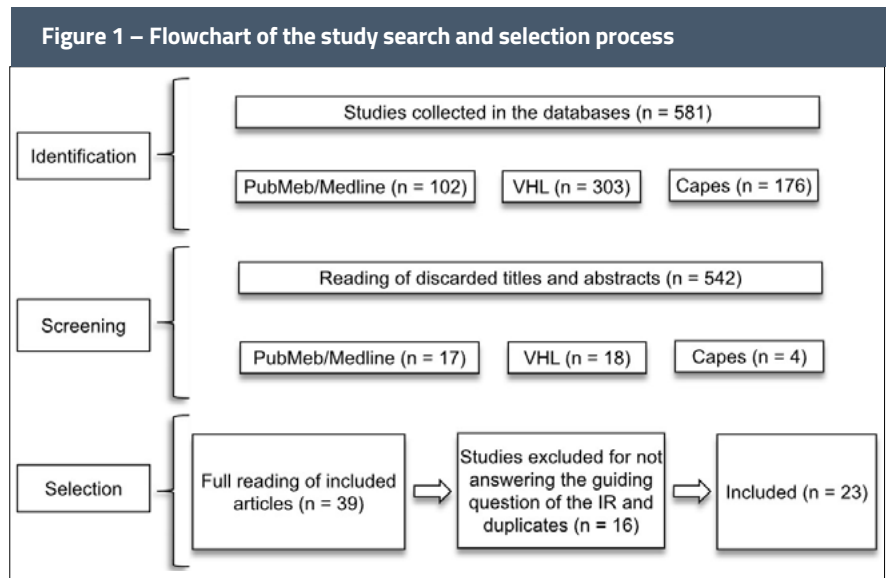 Figure 1 – Flowchart of the study search and selection process
Identification
Studies collected in the databases (n = 581)
PubMeb/Medline (n = 102)
VHL (n = 303)
Capes (n = 176)
Screening
Reading of discarded titles and abstracts (n = 542)
PubMeb/Medline (n = 17)
VHL (n = 18)
Capes (n = 4)
Selection
Full reading of included
articles (n = 39)
Studies excluded for not
answering the guiding
question of the IR and
duplicates (n = 16)
Included (n = 23)